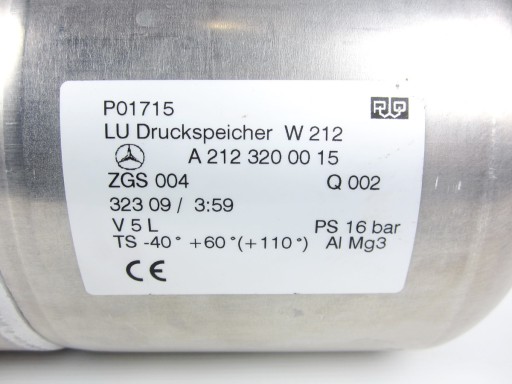 P01715
LU Druckspeicher W 212
A 212 320 00 15
ZGS 004 Q 002
323 09 / 3:59
V 5 L PS 16 bar
TS -40° +60°(+110°) Al Mg3
CE